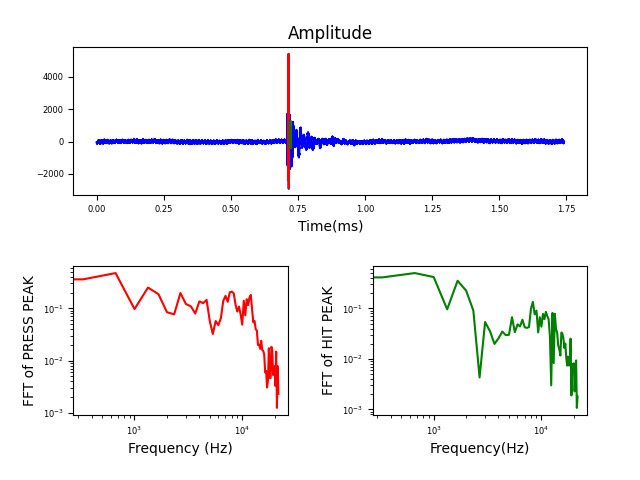 Amplitude
4000
2000
0
−2000
0.00 0.25 0.50 0.75 1.00 1.25 1.50 1.75
Time(ms)
FFT of PRESS PEAK
10⁻¹
10⁻²
10⁻³
10³ 10⁴
Frequency (Hz)
FFT of HIT PEAK
10⁻¹
10⁻²
10⁻³
10³ 10⁴
Frequency(Hz)